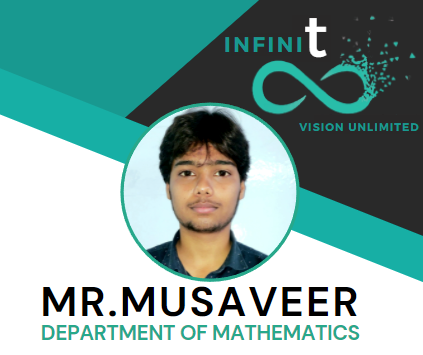 INFINIt
VISION UNLIMITED
MR.MUSAVEER
DEPARTMENT OF MATHEMATICS